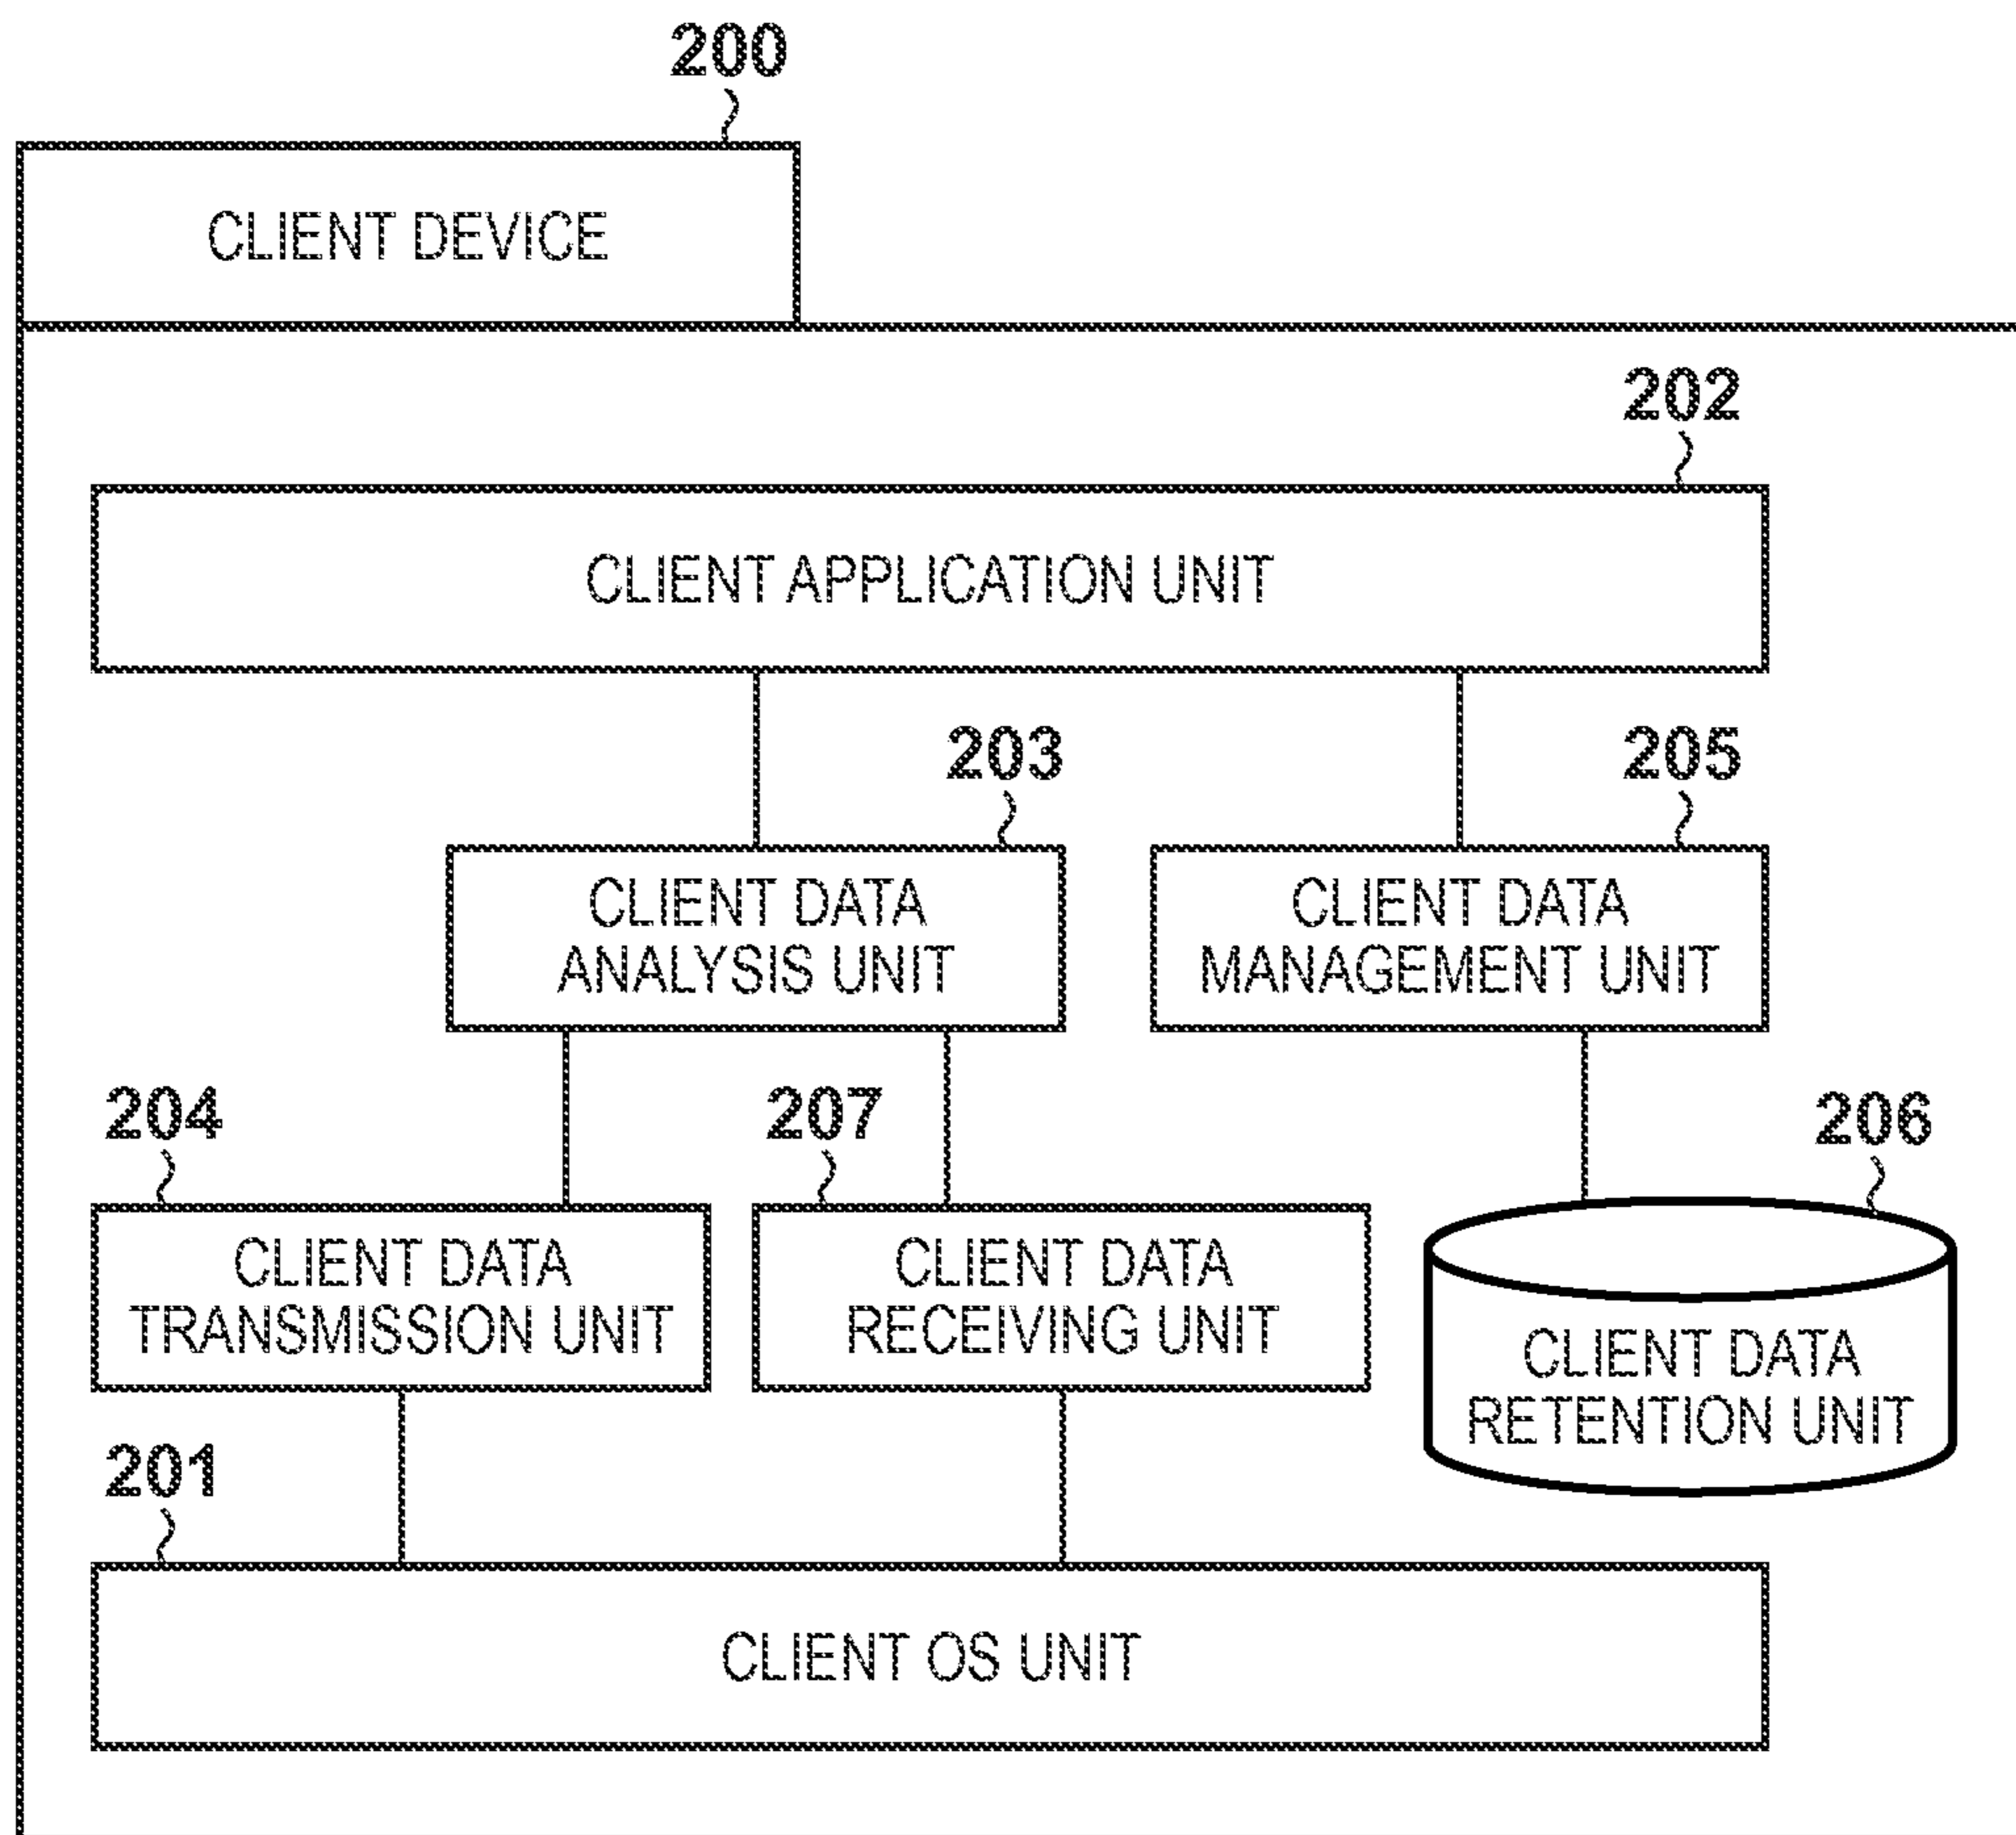 200
CLIENT DEVICE
202
CLIENT APPLICATION UNIT
203
205
CLIENT DATA
ANALYSIS UNIT
CLIENT DATA
MANAGEMENT UNIT
204
207
206
CLIENT DATA
TRANSMISSION UNIT
CLIENT DATA
RECEIVING UNIT
CLIENT DATA
RETENTION UNIT
201
CLIENT OS UNIT